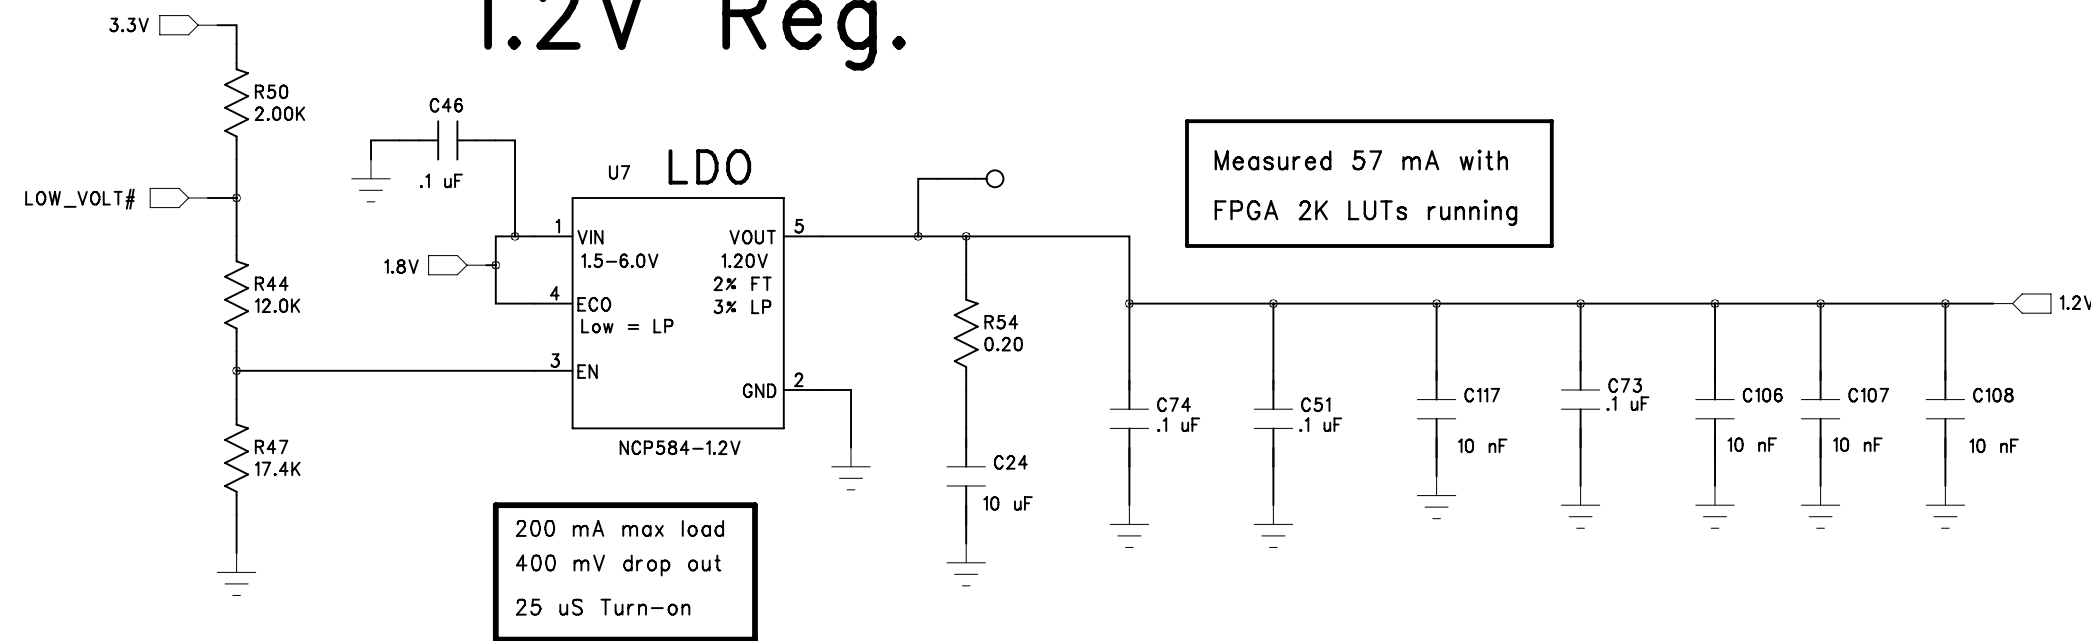 1.2V Reg.
3.3V
R50
2.00K
LOW_VOLT#
R44
12.0K
R47
17.4K
C46
.1 uF
1.8V
U7
LDO
1
VIN
1.5-6.0V
4
ECO
Low = LP
3
EN
VOUT
5
1.20V
2% FT
3% LP
GND
2
NCP584-1.2V
200 mA max load
400 mV drop out
25 uS Turn-on
Measured 57 mA with
FPGA 2K LUTs running
R54
0.20
C24
10 uF
C74
.1 uF
C51
.1 uF
C117
10 nF
C73
.1 uF
C106
10 nF
C107
10 nF
C108
10 nF
1.2V